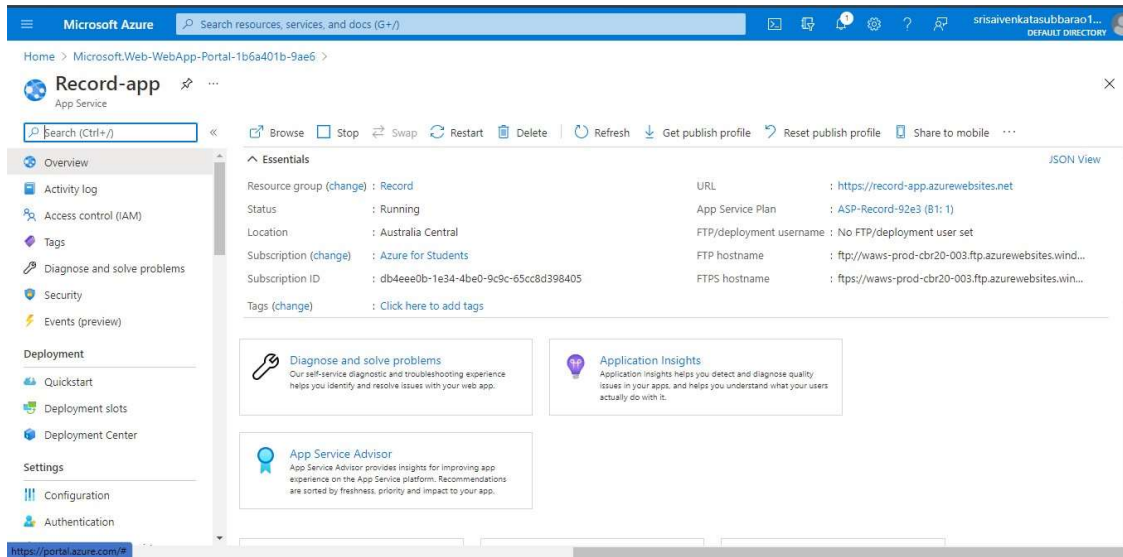 Microsoft Azure
Search resources, services, and docs (G+/)
1
srisaivenkatasubbarao1...
DEFAULT DIRECTORY
Home > Microsoft.Web-WebApp-Portal-1b6a401b-9ae6 >
Record-app
App Service
Search (Ctrl+/)
Overview
Activity log
Access control (IAM)
Tags
Diagnose and solve problems
Security
Events (preview)
Deployment
Quickstart
Deployment slots
Deployment Center
Settings
Configuration
Authentication
https://portal.azure.com/#
Browse Stop Swap Restart Delete Refresh Get publish profile Reset publish profile Share to mobile ...
Essentials
JSON View
Resource group (change) : Record
Status : Running
Location : Australia Central
Subscription (change) : Azure for Students
Subscription ID : db4eee0b-1e34-4be0-9c9c-65cc8d398405
Tags (change) : Click here to add tags
URL : https://record-app.azurewebsites.net
App Service Plan : ASP-Record-92e3 (B1: 1)
FTP/deployment username : No FTP/deployment user set
FTP hostname : ftp://waws-prod-cbr20-003.ftp.azurewebsites.wind...
FTPS hostname : ftps://waws-prod-cbr20-003.ftp.azurewebsites.win...
Diagnose and solve problems
Our self-service diagnostic and troubleshooting experience
helps you identify and resolve issues with your web app.
Application Insights
Application Insights helps you detect and diagnose quality
issues in your apps, and helps you understand what your users
actually do with it.
App Service Advisor
App Service Advisor provides insights for improving app
experience on the App Service platform. Recommendations
are sorted by freshness, priority and impact to your app.